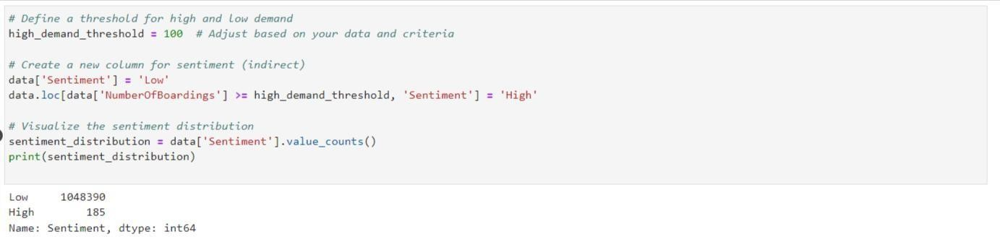 # Define a threshold for high and low demand
high_demand_threshold = 100  # Adjust based on your data and criteria
# Create a new column for sentiment (indirect)
data['Sentiment'] = 'Low'
data.loc[data['NumberOfBoardings'] >= high_demand_threshold, 'Sentiment'] = 'High'
# Visualize the sentiment distribution
sentiment_distribution = data['Sentiment'].value_counts()
print(sentiment_distribution)
Low     1048390
High        185
Name: Sentiment, dtype: int64